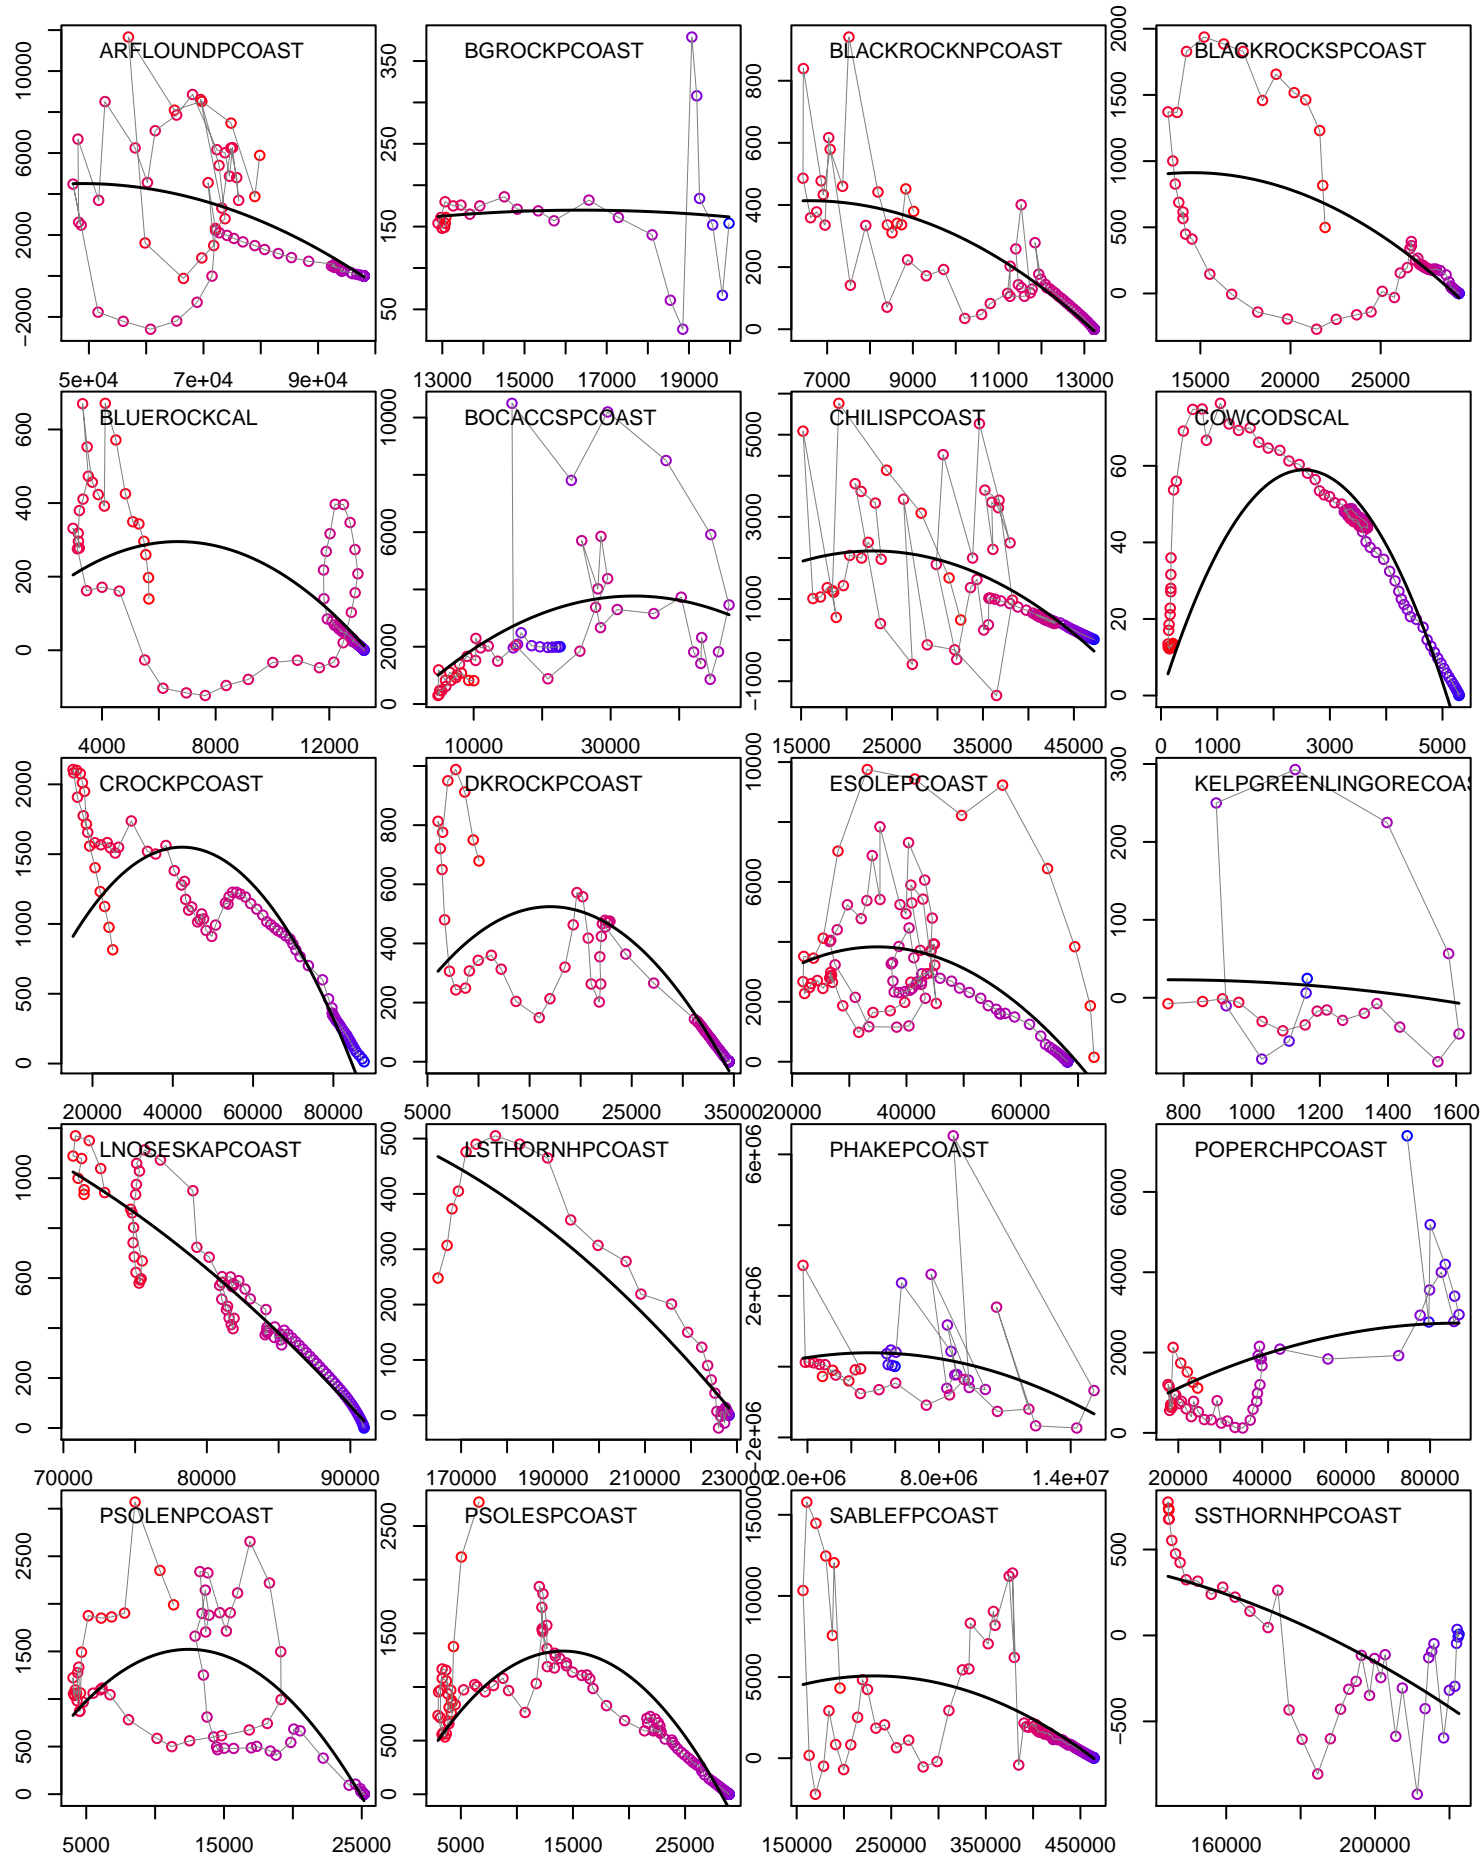 ARFLOUNDPCOAST
−2000 2000 6000 10000
5e+04 7e+04 9e+04
BGROCKPCOAST
50 150 250 350
13000 15000 17000 19000
BLACKROCKNPCOAST
0 200 400 600 800
7000 9000 11000 13000
BLACKROCKSPCOAST
0 500 1000 1500 2000
15000 20000 25000
BLUEROCKCAL
0 200 400 600
4000 8000 12000
BOCACCSPCOAST
0 2000 6000 10000
10000 30000
CHILISPCOAST
−1000 1000 3000 5000
15000 25000 35000 45000
COWCODSCAL
0 20 40 60
0 1000 3000 5000
CROCKPCOAST
0 500 1000 1500 2000
20000 40000 60000 80000
DKROCKPCOAST
0 200 400 600 800
5000 15000 25000 35000
ESOLEPCOAST
0 2000 6000 10000
20000 40000 60000
KELPGREENLINGORECOAS
0 100 200 300
800 1000 1200 1400 1600
LNOSESKAPCOAST
0 200 600 1000
70000 80000 90000
LSTHORNHPCOAST
0 100 200 300 400 500
170000 190000 210000 230000
PHAKEPCOAST
−2e+06 2e+06 6e+06
2.0e+06 8.0e+06 1.4e+07
POPERCHPCOAST
0 2000 4000 6000
20000 40000 60000 80000
PSOLENPCOAST
0 500 1500 2500
5000 15000 25000
PSOLESPCOAST
0 500 1500 2500
5000 15000 25000
SABLEFPCOAST
0 5000 10000 15000
150000 250000 350000 450000
SSTHORNHPCOAST
−500 0 500
160000 200000